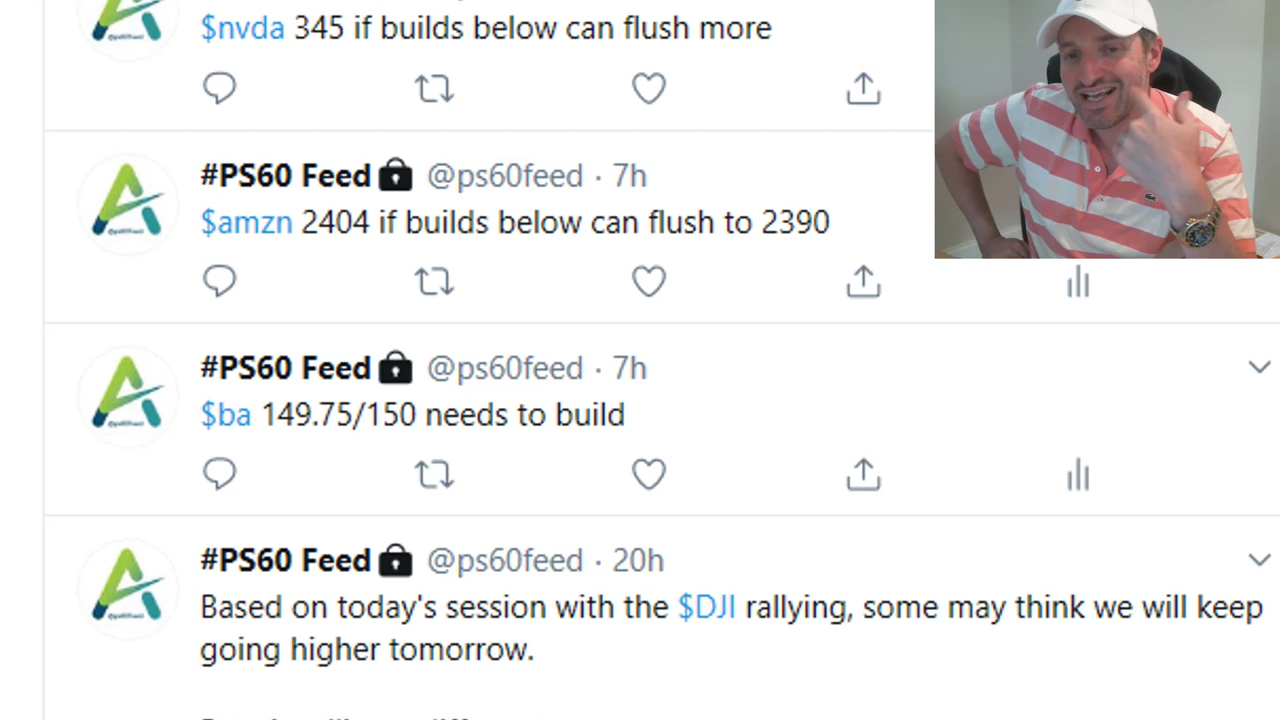 $nvda 345 if builds below can flush more
#PS60 Feed @ps60feed · 7h
$amzn 2404 if builds below can flush to 2390
#PS60 Feed @ps60feed · 7h
$ba 149.75/150 needs to build
#PS60 Feed @ps60feed · 20h
Based on today's session with the $DJI rallying, some may think we will keep
going higher tomorrow.